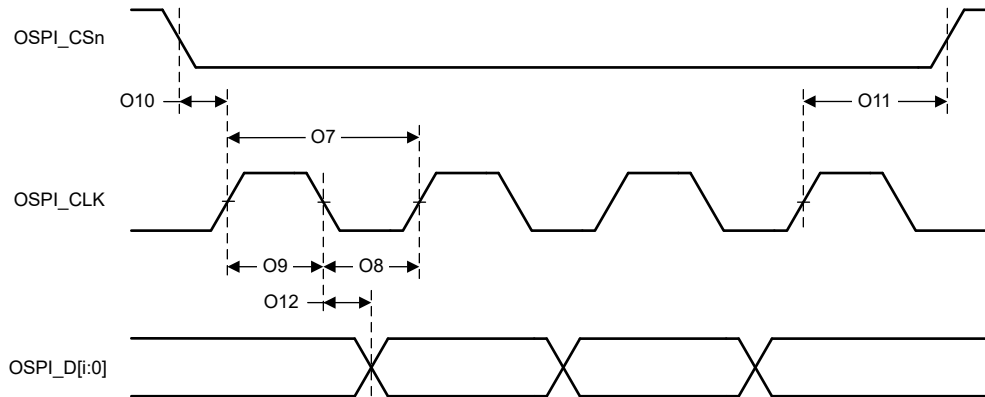 OSPI_CSn
O10
O11
O7
OSPI_CLK
O9
O8
O12
OSPI_D[i:0]